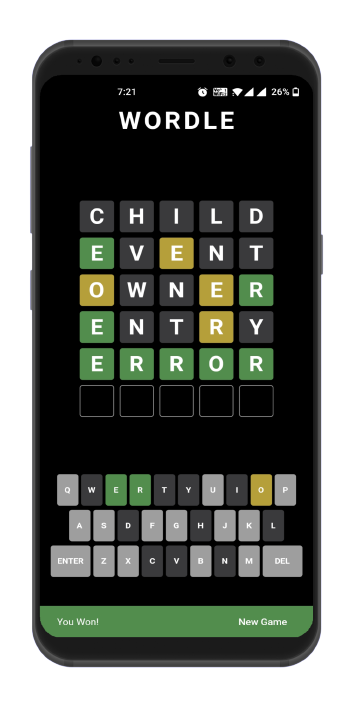 7:21 26%
WORDLE
C H I L D
E V E N T
O W N E R
E N T R Y
E R R O R
Q W E R T Y U I O P
A S D F G H J K L
ENTER Z X C V B N M DEL
You Won! New Game